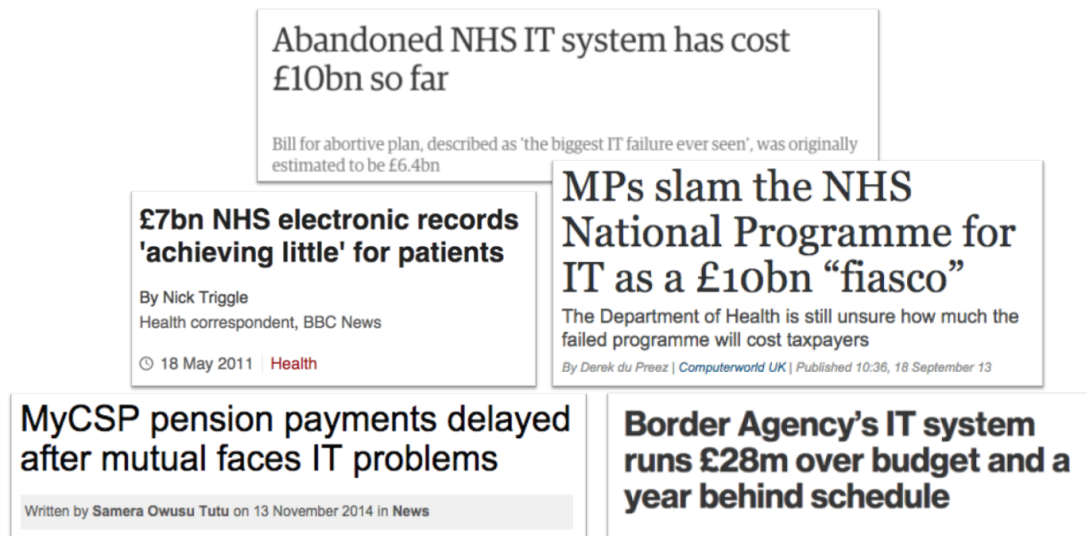 Abandoned NHS IT system has cost
£10bn so far
Bill for abortive plan, described as 'the biggest IT failure ever seen', was originally
estimated to be £6.4bn
£7bn NHS electronic records
'achieving little' for patients
By Nick Triggle
Health correspondent, BBC News
18 May 2011 Health
MPs slam the NHS
National Programme for
IT as a £10bn “fiasco”
The Department of Health is still unsure how much the
failed programme will cost taxpayers
By Derek du Preez | Computerworld UK | Published 10:36, 18 September 13
MyCSP pension payments delayed
after mutual faces IT problems
Written by Samera Owusu Tutu on 13 November 2014 in News
Border Agency’s IT system
runs £28m over budget and a
year behind schedule